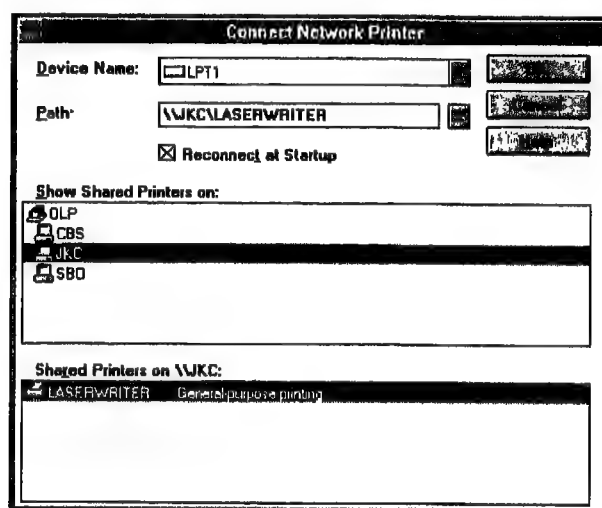 Connect Network Printer
Device Name: LPT1
Path: \\JKC\LASERWRITER
Reconnect at Startup
Show Shared Printers on:
OLP
CBS
JKC
SBO
Shared Printers on \\JKC:
LASERWRITER General-purpose printing